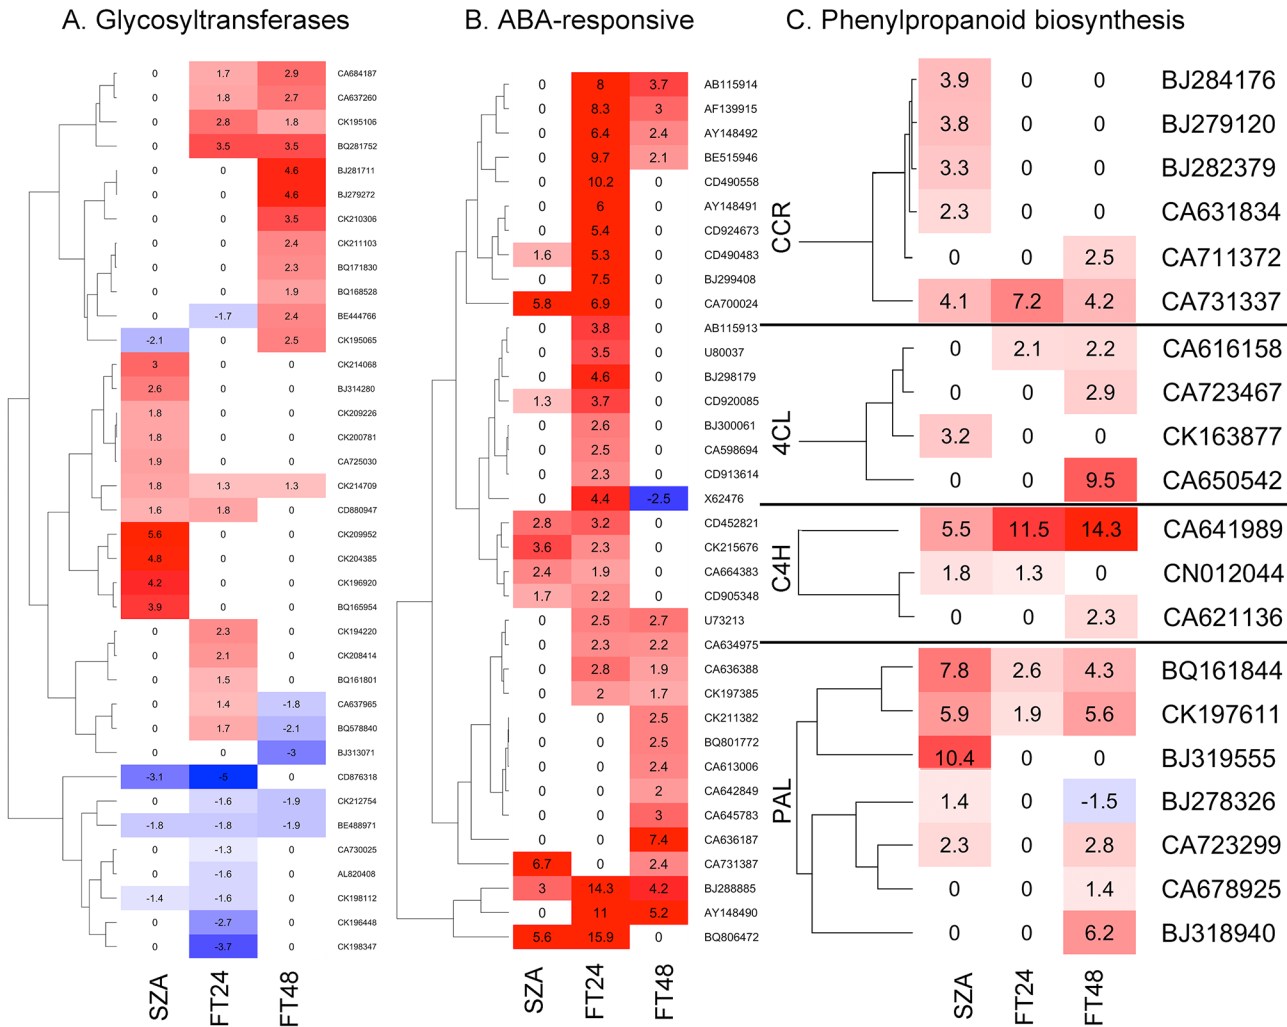 A. Glycosyltransferases
0 1.7 2.9 CA684187
0 1.8 2.7 CA637260
0 2.8 1.8 CK195106
0 3.5 3.5 BQ281752
0 0 4.6 BJ281711
0 0 4.6 BJ279272
0 0 3.5 CK210306
0 0 2.4 CK211103
0 0 2.3 BQ171830
0 0 1.9 BQ168528
0 -1.7 2.4 BE444766
-2.1 0 2.5 CK195065
3 0 0 CK214068
2.6 0 0 BJ314280
1.8 0 0 CK209226
1.8 0 0 CK200781
1.9 0 0 CA725030
1.8 1.3 1.3 CK214709
1.6 1.8 0 CD880947
5.6 0 0 CK209952
4.8 0 0 CK204385
4.2 0 0 CK196920
3.9 0 0 BQ165954
0 2.3 0 CK194220
0 2.1 0 CK208414
0 1.5 0 BQ161801
0 1.4 -1.8 CA637965
0 1.7 -2.1 BQ578840
0 0 -3 BJ313071
-3.1 -5 0 CD876318
0 -1.6 -1.9 CK212754
-1.8 -1.8 -1.9 BE488971
0 -1.3 0 CA730025
0 -1.6 0 AL820408
-1.4 -1.6 0 CK198112
0 -2.7 0 CK196448
0 -3.7 0 CK198347
SZA FT24 FT48
B. ABA-responsive
0 8 3.7 AB115914
0 8.3 3 AF139915
0 6.4 2.4 AY148492
0 9.7 2.1 BE515946
0 10.2 0 CD490558
0 6 0 AY148491
0 5.4 0 CD924673
1.6 5.3 0 CD490483
0 7.5 0 BJ299408
5.8 6.9 0 CA700024
0 3.8 0 AB115913
0 3.5 0 U80037
0 4.6 0 BJ298179
1.3 3.7 0 CD920085
0 2.6 0 BJ300061
0 2.5 0 CA598694
0 2.3 0 CD913614
0 4.4 -2.5 X62476
2.8 3.2 0 CD452821
3.6 2.3 0 CK215676
2.4 1.9 0 CA664383
1.7 2.2 0 CD905348
0 2.5 2.7 U73213
0 2.3 2.2 CA634975
0 2.8 1.9 CA636388
0 2 1.7 CK197385
0 0 2.5 CK211382
0 0 2.5 BQ801772
0 0 2.4 CA613006
0 0 2 CA642849
0 0 3 CA645783
0 0 7.4 CA636187
6.7 0 2.4 CA731387
3 14.3 4.2 BJ288885
0 11 5.2 AY148490
5.6 15.9 0 BQ806472
SZA FT24 FT48
C. Phenylpropanoid biosynthesis
CCR
3.9 0 0 BJ284176
3.8 0 0 BJ279120
3.3 0 0 BJ282379
2.3 0 0 CA631834
0 0 2.5 CA711372
4.1 7.2 4.2 CA731337
4CL
0 2.1 2.2 CA616158
0 0 2.9 CA723467
3.2 0 0 CK163877
0 0 9.5 CA650542
C4H
5.5 11.5 14.3 CA641989
1.8 1.3 0 CN012044
0 0 2.3 CA621136
PAL
7.8 2.6 4.3 BQ161844
5.9 1.9 5.6 CK197611
10.4 0 0 BJ319555
1.4 0 -1.5 BJ278326
2.3 0 2.8 CA723299
0 0 1.4 CA678925
0 0 6.2 BJ318940
SZA FT24 FT48